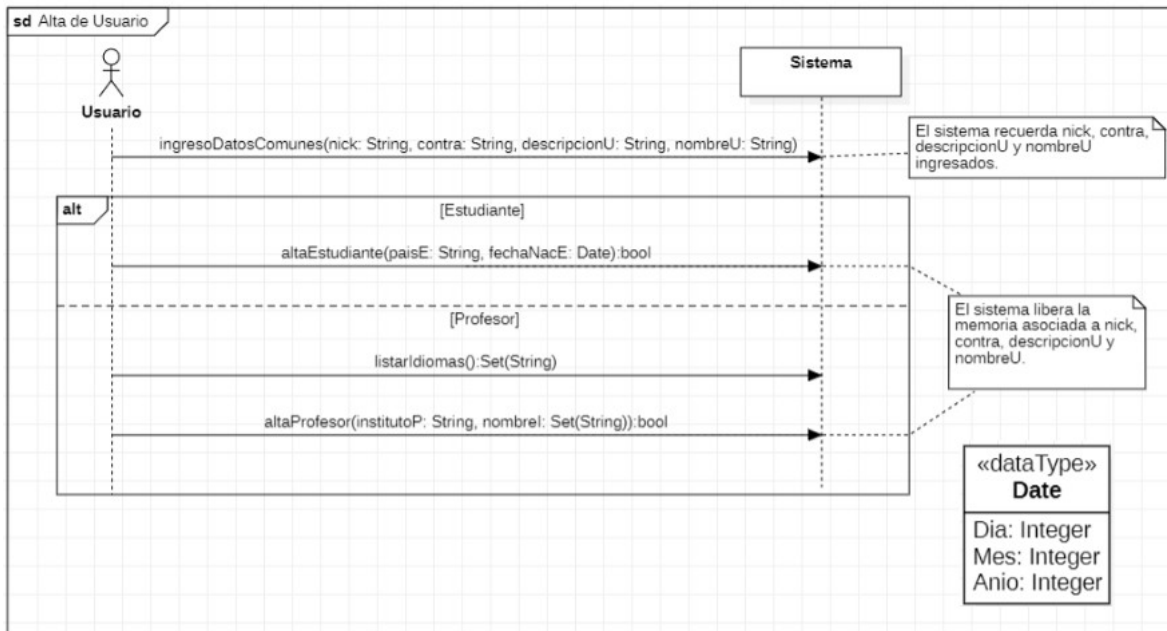 sd Alta de Usuario
Usuario
Sistema
ingresoDatosComunes(nick: String, contra: String, descripcionU: String, nombreU: String)
El sistema recuerda nick, contra,
descripcionU y nombreU
ingresados.
alt
[Estudiante]
altaEstudiante(paisE: String, fechaNacE: Date):bool
[Profesor]
El sistema libera la
memoria asociada a nick,
contra, descripcionU y
nombreU.
listarIdiomas():Set(String)
altaProfesor(institutoP: String, nombreI: Set(String)):bool
«dataType»
Date
Dia: Integer
Mes: Integer
Anio: Integer